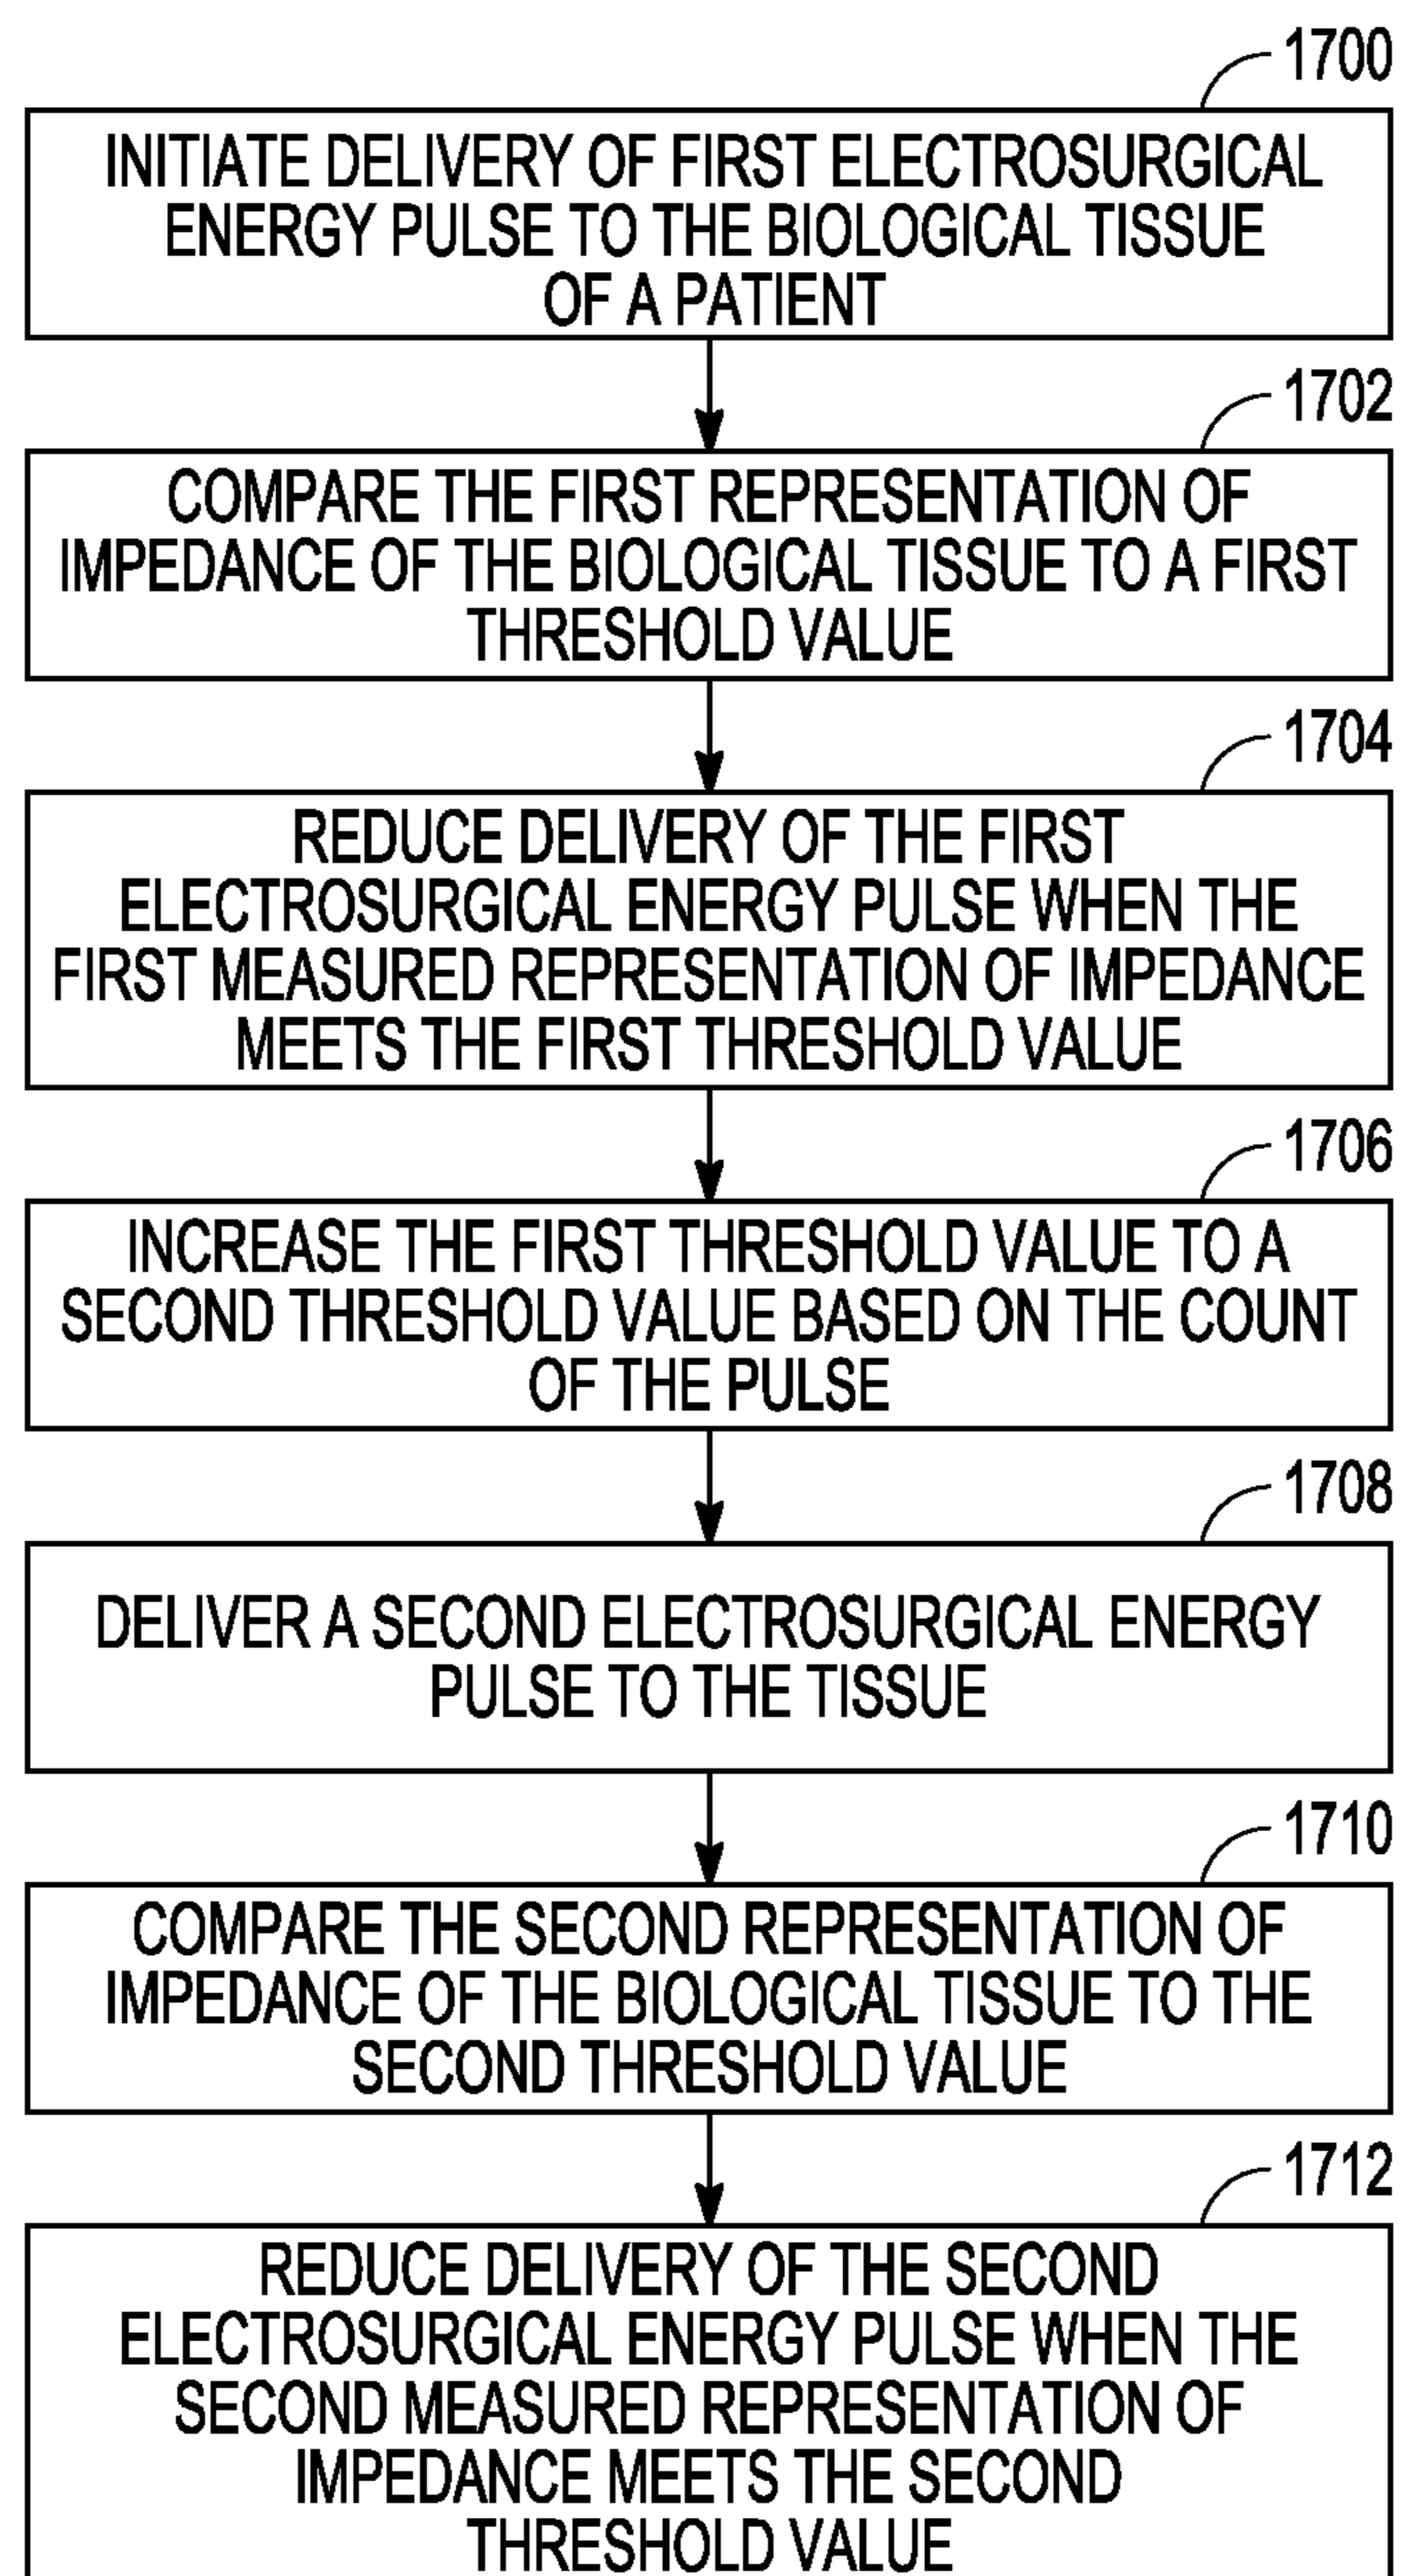 1700
INITIATE DELIVERY OF FIRST ELECTROSURGICAL
ENERGY PULSE TO THE BIOLOGICAL TISSUE
OF A PATIENT
1702
COMPARE THE FIRST REPRESENTATION OF
IMPEDANCE OF THE BIOLOGICAL TISSUE TO A FIRST
THRESHOLD VALUE
1704
REDUCE DELIVERY OF THE FIRST
ELECTROSURGICAL ENERGY PULSE WHEN THE
FIRST MEASURED REPRESENTATION OF IMPEDANCE
MEETS THE FIRST THRESHOLD VALUE
1706
INCREASE THE FIRST THRESHOLD VALUE TO A
SECOND THRESHOLD VALUE BASED ON THE COUNT
OF THE PULSE
1708
DELIVER A SECOND ELECTROSURGICAL ENERGY
PULSE TO THE TISSUE
1710
COMPARE THE SECOND REPRESENTATION OF
IMPEDANCE OF THE BIOLOGICAL TISSUE TO THE
SECOND THRESHOLD VALUE
1712
REDUCE DELIVERY OF THE SECOND
ELECTROSURGICAL ENERGY PULSE WHEN THE
SECOND MEASURED REPRESENTATION OF
IMPEDANCE MEETS THE SECOND
THRESHOLD VALUE